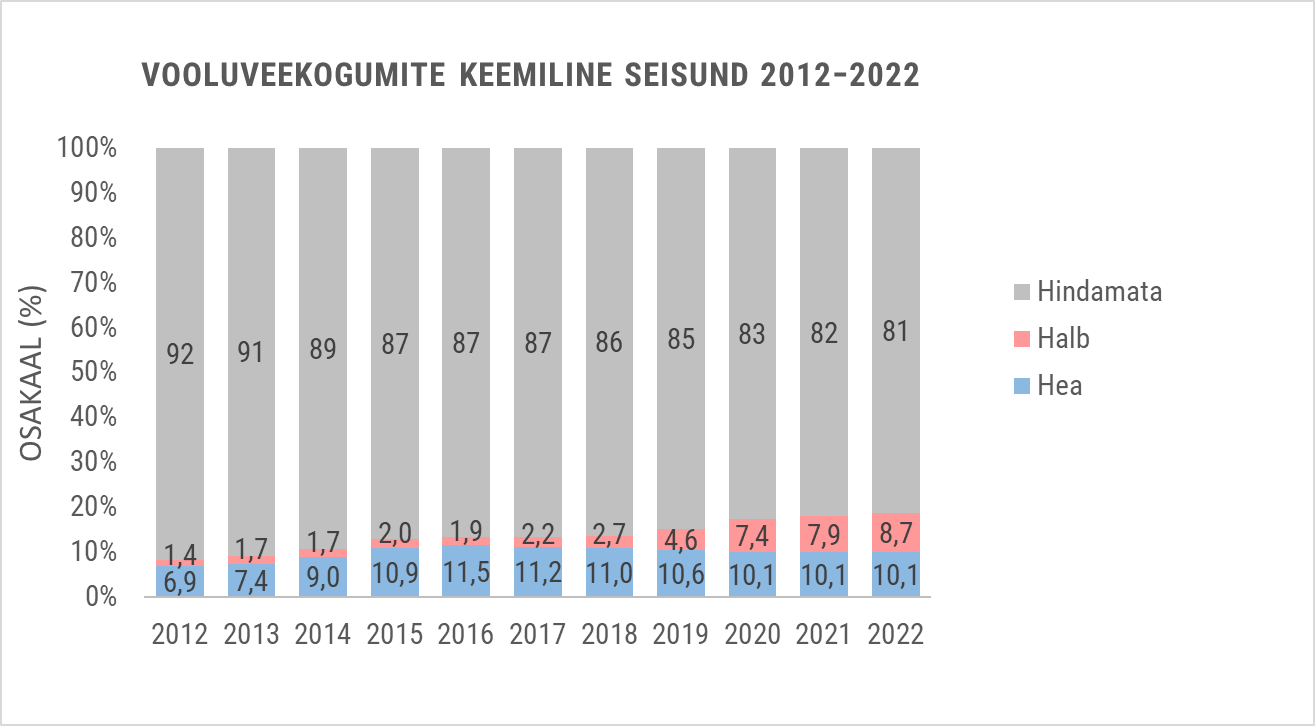 VOOLUVEEKOGUMITE KEEMILINE SEISUND 2012–2022
OSAKAAL (%)
100%
90%
80%
70%
60%
50%
40%
30%
20%
10%
0%
92 91 89 87 87 87 86 85 83 82 81
1,4 1,7 1,7 2,0 1,9 2,2 2,7 4,6 7,4 7,9 8,7
6,9 7,4 9,0 10,9 11,5 11,2 11,0 10,6 10,1 10,1 10,1
2012 2013 2014 2015 2016 2017 2018 2019 2020 2021 2022
Hindamata
Halb
Hea